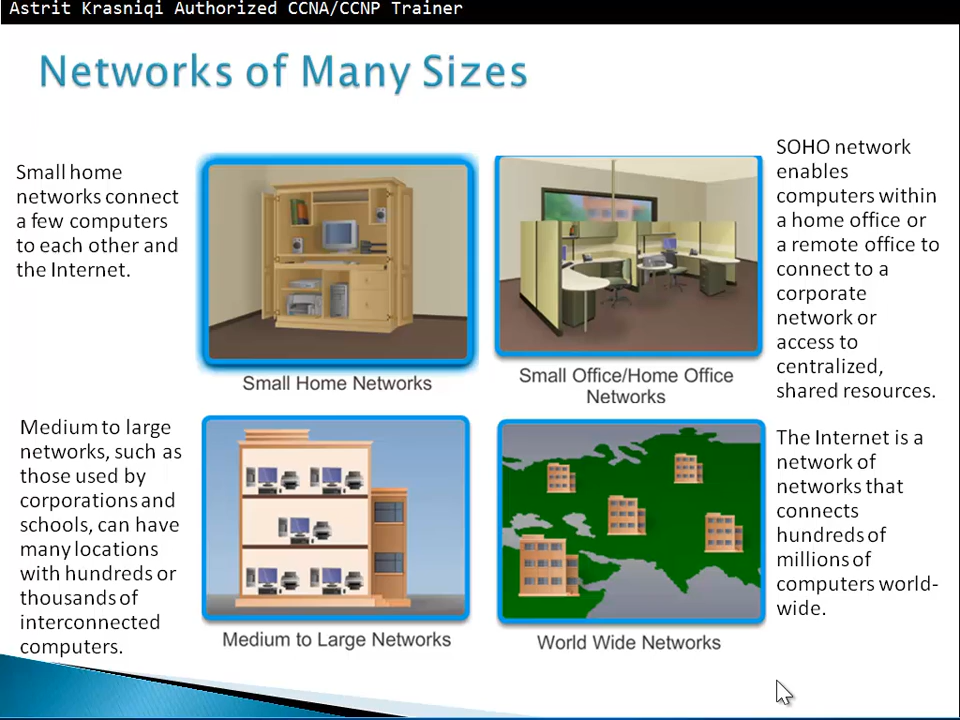 Astrit Krasniqi Authorized CCNA/CCNP Trainer
Networks of Many Sizes
Small home
networks connect
a few computers
to each other and
the Internet.
Small Home Networks
Small Office/Home Office
Networks
SOHO network
enables
computers within
a home office or
a remote office to
connect to a
corporate
network or
access to
centralized,
shared resources.
Medium to large
networks, such as
those used by
corporations and
schools, can have
many locations
with hundreds or
thousands of
interconnected
computers.
Medium to Large Networks
World Wide Networks
The Internet is a
network of
networks that
connects
hundreds of
millions of
computers world-
wide.